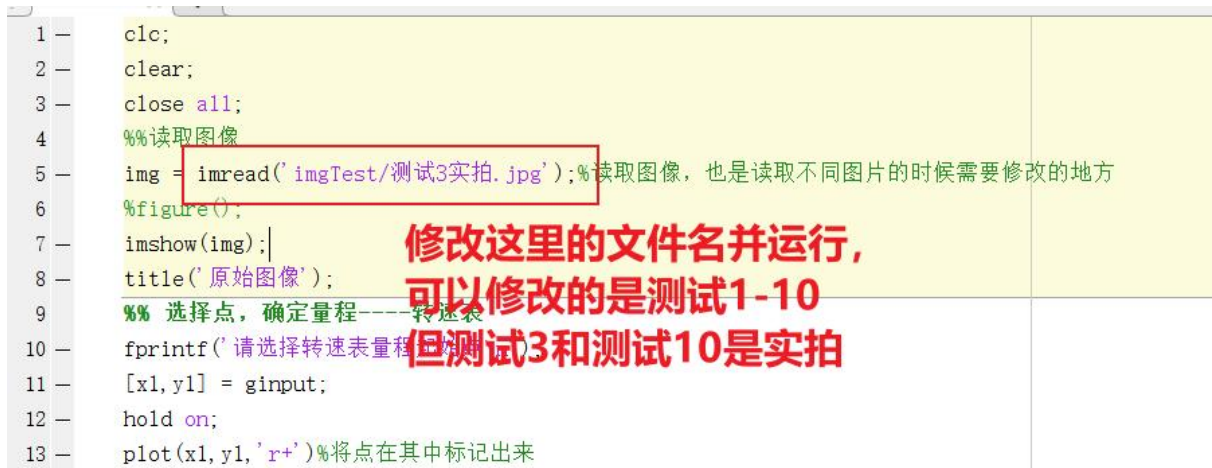 1 — clc;
2 — clear;
3 — close all;
4 %%读取图像
5 — img = imread('imgTest/测试3实拍.jpg');%读取图像，也是读取不同图片的时候需要修改的地方
6 %figure();
7 — imshow(img);
修改这里的文件名并运行，
8 — title('原始图像');
可以修改的是测试1-10
9 %% 选择点，确定量程----转速表
10 — fprintf('请选择转速表量程
但测试3和测试10是实拍
11 — [x1,y1] = ginput;
12 — hold on;
13 — plot(x1,y1,'r+')%将点在其中标记出来